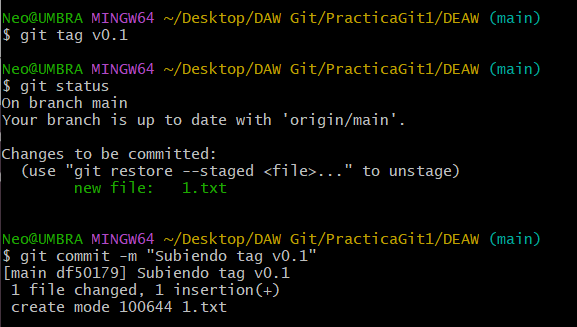 Neo@UMBRA MINGW64 ~/Desktop/DAW Git/PracticaGit1/DEAW (main)
$ git tag v0.1
Neo@UMBRA MINGW64 ~/Desktop/DAW Git/PracticaGit1/DEAW (main)
$ git status
On branch main
Your branch is up to date with 'origin/main'.
Changes to be committed:
  (use "git restore --staged <file>..." to unstage)
        new file:   1.txt
Neo@UMBRA MINGW64 ~/Desktop/DAW Git/PracticaGit1/DEAW (main)
$ git commit -m "Subiendo tag v0.1"
[main df50179] Subiendo tag v0.1
 1 file changed, 1 insertion(+)
 create mode 100644 1.txt